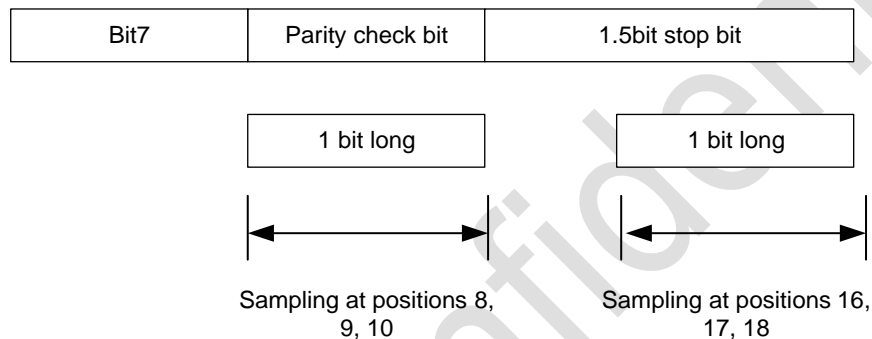 Bit7
Parity check bit
1.5bit stop bit
1 bit long
1 bit long
Sampling at positions 8,
9, 10
Sampling at positions 16,
17, 18